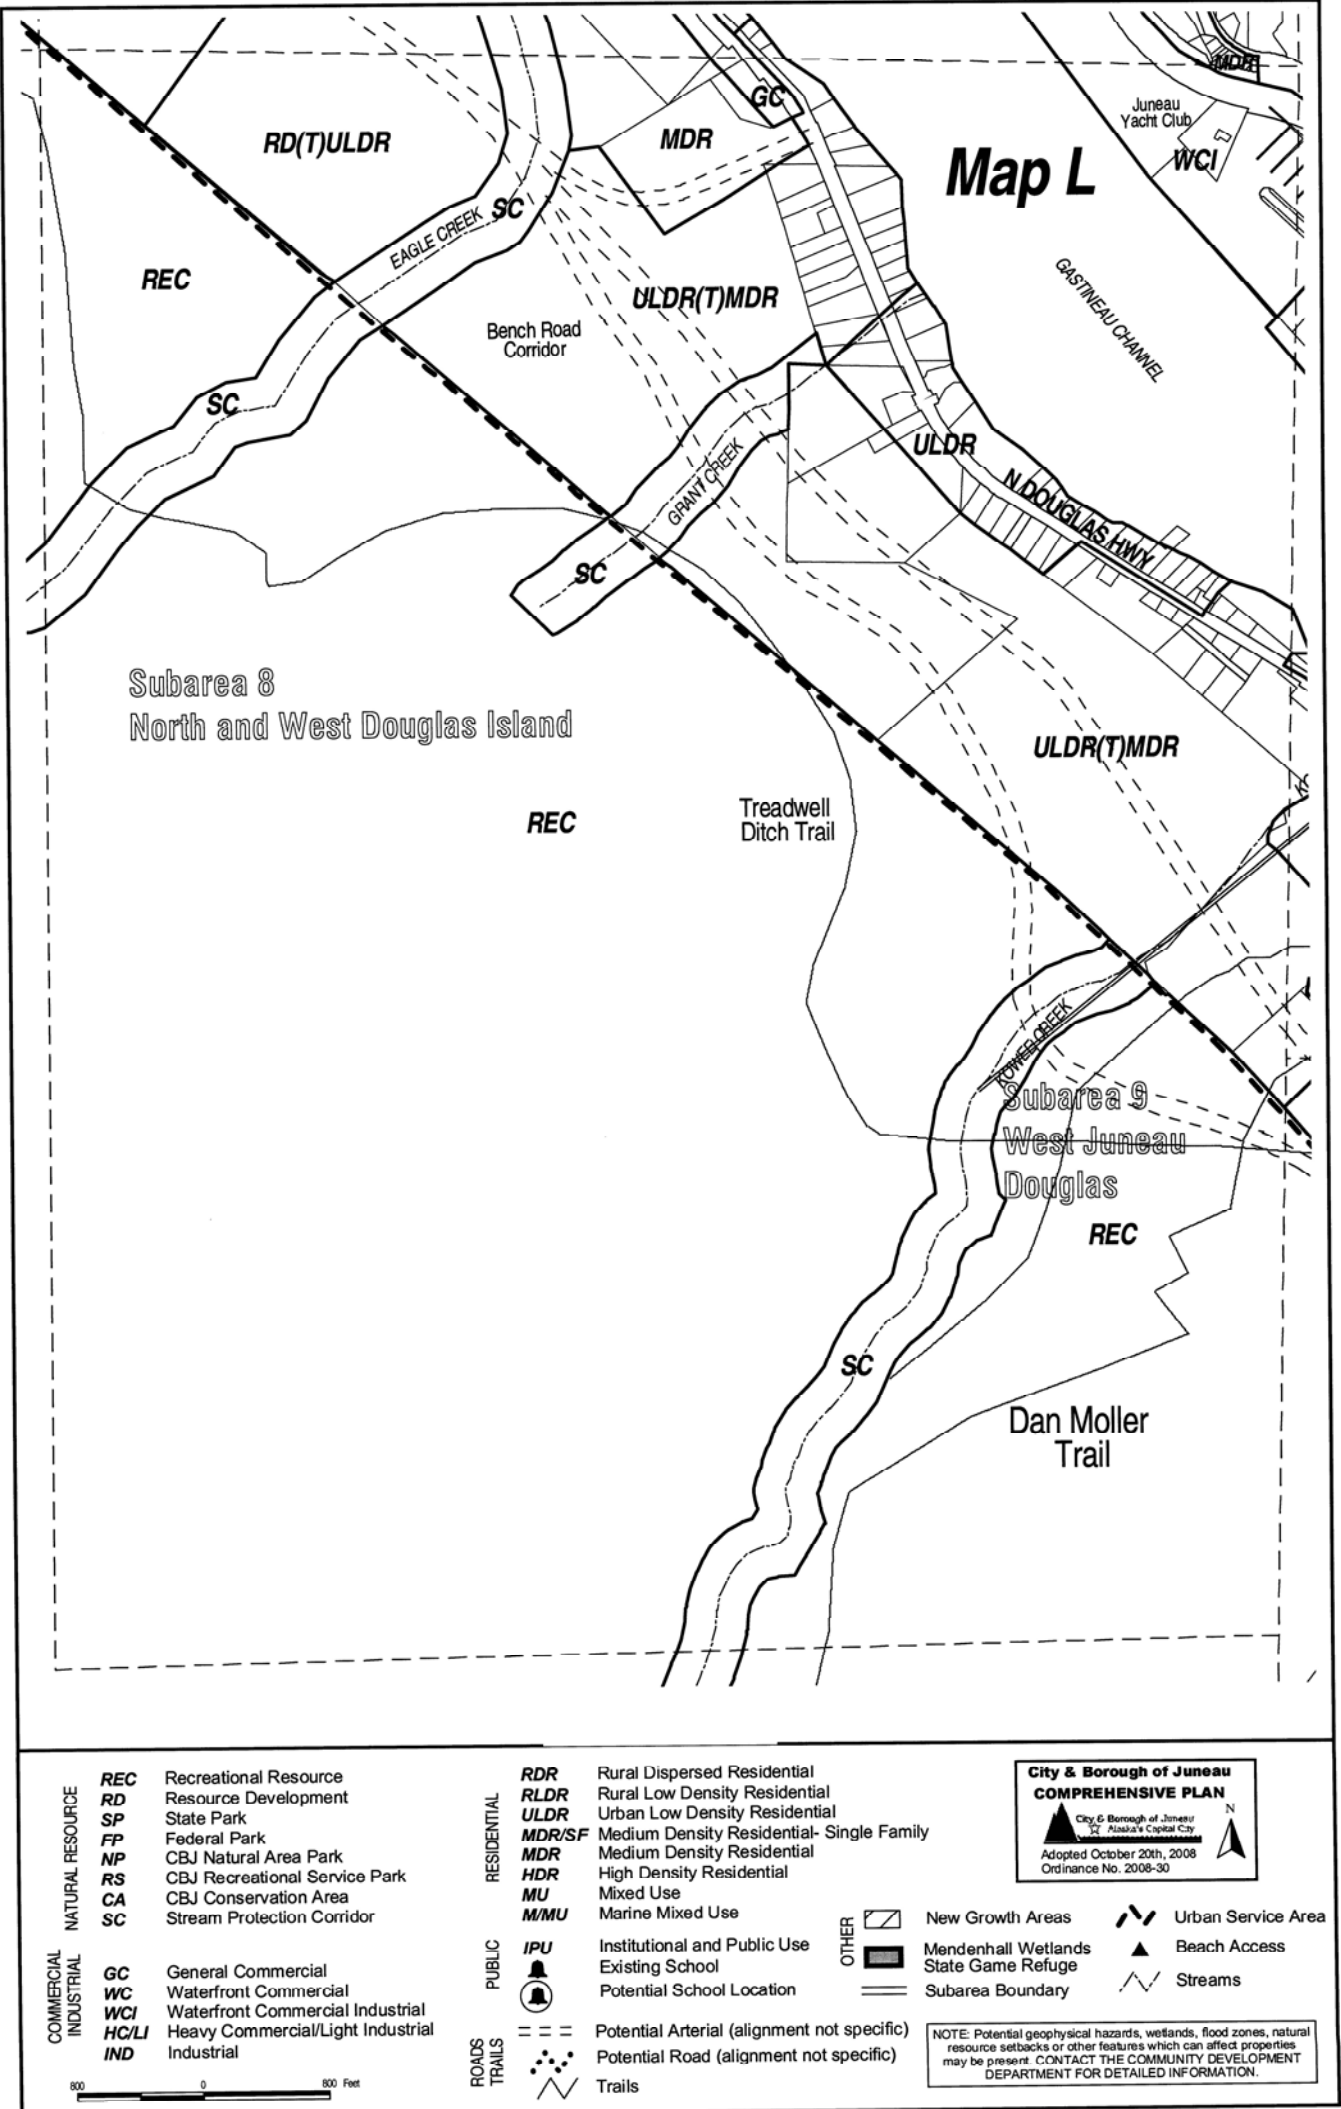 MDR
Juneau
Yacht Club
GC
RD(T)ULDR
MDR
Map L
WCI
EAGLE CREEK
SC
REC
ULDR(T)MDR
GASTINEAU CHANNEL
Bench Road
Corridor
SC
ULDR
GRANT CREEK
N DOUGLAS HWY
SC
Subarea 8
North and West Douglas Island
ULDR(T)MDR
REC
Treadwell
Ditch Trail
KOWEE CREEK
Subarea 9
West Juneau
Douglas
REC
SC
Dan Moller
Trail
NATURAL RESOURCE
REC Recreational Resource
RD Resource Development
SP State Park
FP Federal Park
NP CBJ Natural Area Park
RS CBJ Recreational Service Park
CA CBJ Conservation Area
SC Stream Protection Corridor
COMMERCIAL
INDUSTRIAL
GC General Commercial
WC Waterfront Commercial
WCI Waterfront Commercial Industrial
HC/LI Heavy Commercial/Light Industrial
IND Industrial
800 0 800 Feet
RESIDENTIAL
RDR Rural Dispersed Residential
RLDR Rural Low Density Residential
ULDR Urban Low Density Residential
MDR/SF Medium Density Residential- Single Family
MDR Medium Density Residential
HDR High Density Residential
MU Mixed Use
M/MU Marine Mixed Use
PUBLIC
IPU Institutional and Public Use
Existing School
Potential School Location
ROADS
TRAILS
Potential Arterial (alignment not specific)
Potential Road (alignment not specific)
Trails
OTHER
New Growth Areas
Mendenhall Wetlands
State Game Refuge
Subarea Boundary
Urban Service Area
Beach Access
Streams
City & Borough of Juneau
COMPREHENSIVE PLAN
City & Borough of Juneau
Alaska's Capital City
N
Adopted October 20th, 2008
Ordinance No. 2008-30
NOTE: Potential geophysical hazards, wetlands, flood zones, natural
resource setbacks or other features which can affect properties
may be present. CONTACT THE COMMUNITY DEVELOPMENT
DEPARTMENT FOR DETAILED INFORMATION.